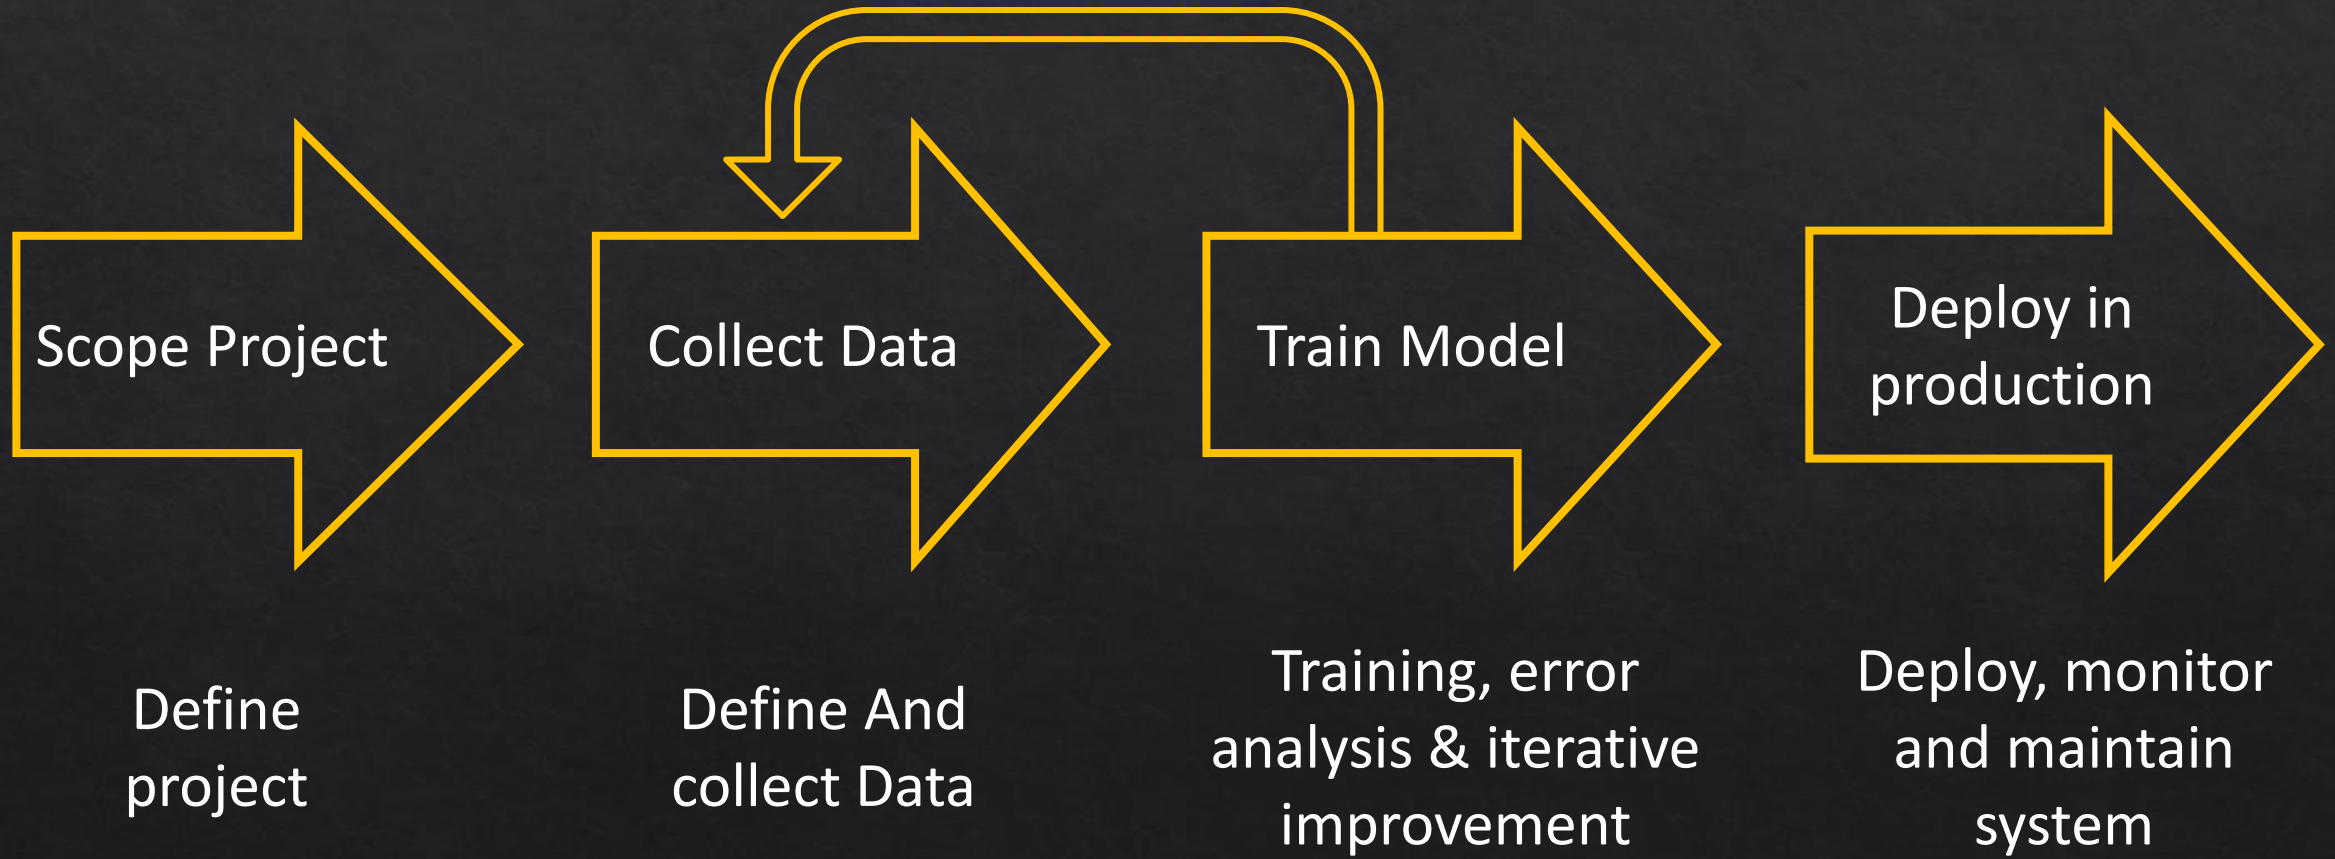 Scope Project
Collect Data
Train Model
Deploy in
production
Define
project
Define And
collect Data
Training, error
analysis & iterative
improvement
Deploy, monitor
and maintain
system